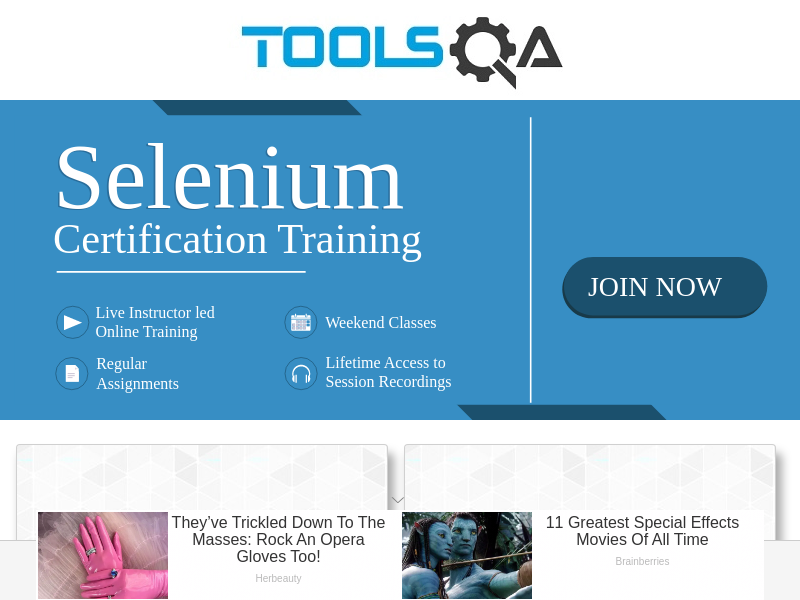 TOOLSQA
Selenium
Certification Training
Live Instructor led
Online Training
Weekend Classes
Regular
Assignments
Lifetime Access to
Session Recordings
JOIN NOW
They’ve Trickled Down To The
Masses: Rock An Opera
Gloves Too!
Herbeauty
11 Greatest Special Effects
Movies Of All Time
Brainberries